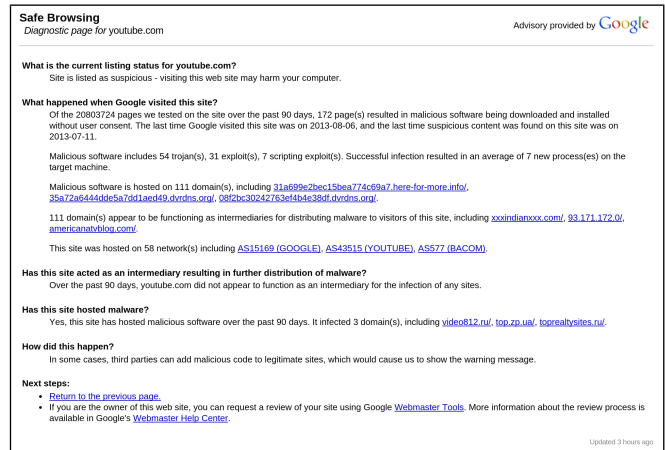 Safe Browsing
Diagnostic page for youtube.com
Advisory provided by Google
What is the current listing status for youtube.com?
Site is listed as suspicious - visiting this web site may harm your computer.
What happened when Google visited this site?
Of the 20803724 pages we tested on the site over the past 90 days, 172 page(s) resulted in malicious software being downloaded and installed
without user consent. The last time Google visited this site was on 2013-08-06, and the last time suspicious content was found on this site was on
2013-07-11.
Malicious software includes 54 trojan(s), 31 exploit(s), 7 scripting exploit(s). Successful infection resulted in an average of 7 new process(es) on the
target machine.
Malicious software is hosted on 111 domain(s), including 31a699e2bec15bea774c69a7.here-for-more.info/,
35a72a6444dde5a7dd1aed49.dvrdns.org/, 08f2bc30242763ef4b4e38df.dvrdns.org/.
111 domain(s) appear to be functioning as intermediaries for distributing malware to visitors of this site, including xxxindianxxx.com/, 93.171.172.0/,
americanatvblog.com/.
This site was hosted on 58 network(s) including AS15169 (GOOGLE), AS43515 (YOUTUBE), AS577 (BACOM).
Has this site acted as an intermediary resulting in further distribution of malware?
Over the past 90 days, youtube.com did not appear to function as an intermediary for the infection of any sites.
Has this site hosted malware?
Yes, this site has hosted malicious software over the past 90 days. It infected 3 domain(s), including video812.ru/, top.zp.ua/, toprealtysites.ru/.
How did this happen?
In some cases, third parties can add malicious code to legitimate sites, which would cause us to show the warning message.
Next steps:
• Return to the previous page.
• If you are the owner of this web site, you can request a review of your site using Google Webmaster Tools. More information about the review process is
available in Google's Webmaster Help Center.
Updated 3 hours ago